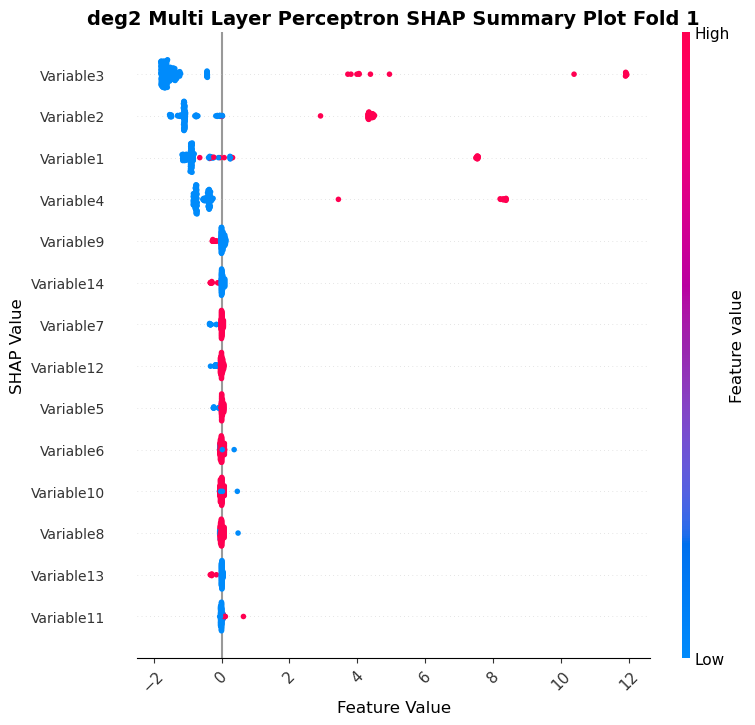 deg2 Multi Layer Perceptron SHAP Summary Plot Fold 1
High
Variable3
Variable2
Variable1
Variable4
Variable9
Variable14
Variable7
Variable12
Variable5
Variable6
Variable10
Variable8
Variable13
Variable11
SHAP Value
Feature value
Low
−2 0 2 4 6 8 10 12
Feature Value